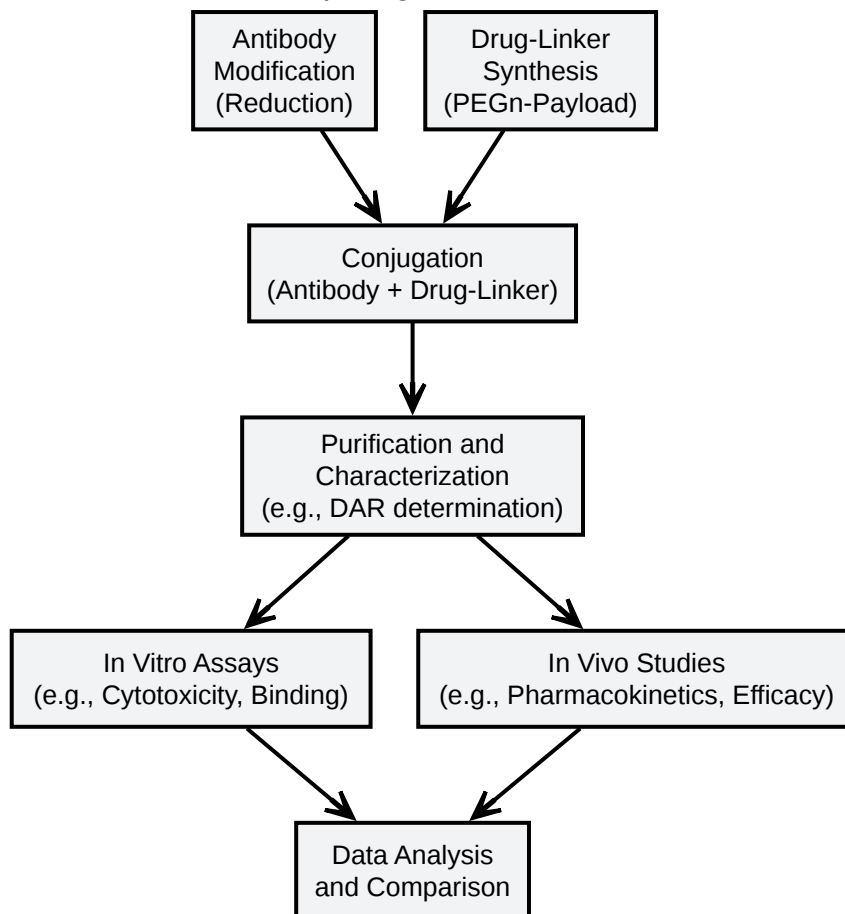 Antibody
Modification
(Reduction)
Drug-Linker
Synthesis
(PEGn-Payload)
Conjugation
(Antibody + Drug-Linker)
Purification and
Characterization
(e.g., DAR determination)
In Vitro Assays
(e.g., Cytotoxicity, Binding)
In Vivo Studies
(e.g., Pharmacokinetics, Efficacy)
Data Analysis
and Comparison